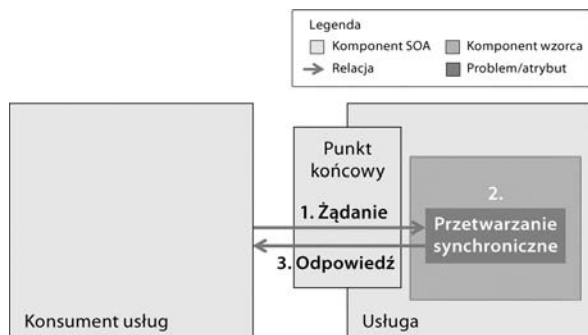 Legenda
Komponent SOA
Komponent wzorca
Relacja
Problem/atrybut
Punkt
końcowy
1. Żądanie
2.
Przetwarzanie
synchroniczne
3. Odpowiedź
Konsument usług
Usługa